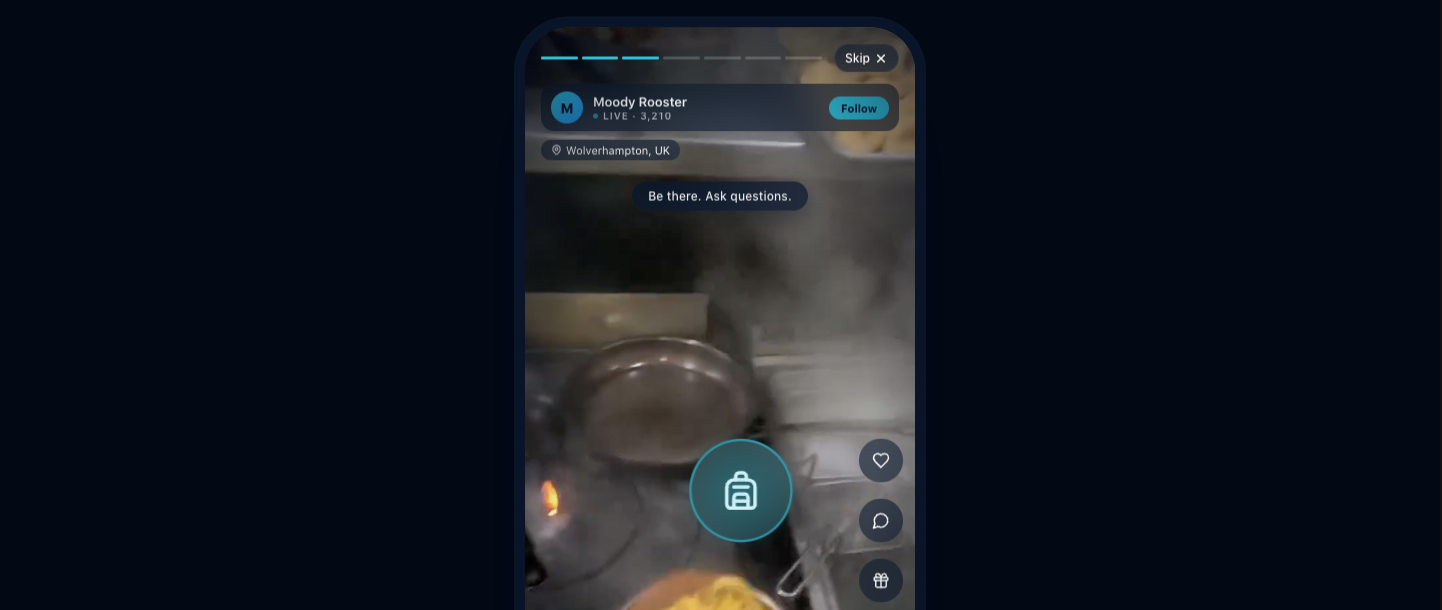 Skip
M
Moody Rooster
LIVE · 3,210
Follow
Wolverhampton, UK
Be there. Ask questions.